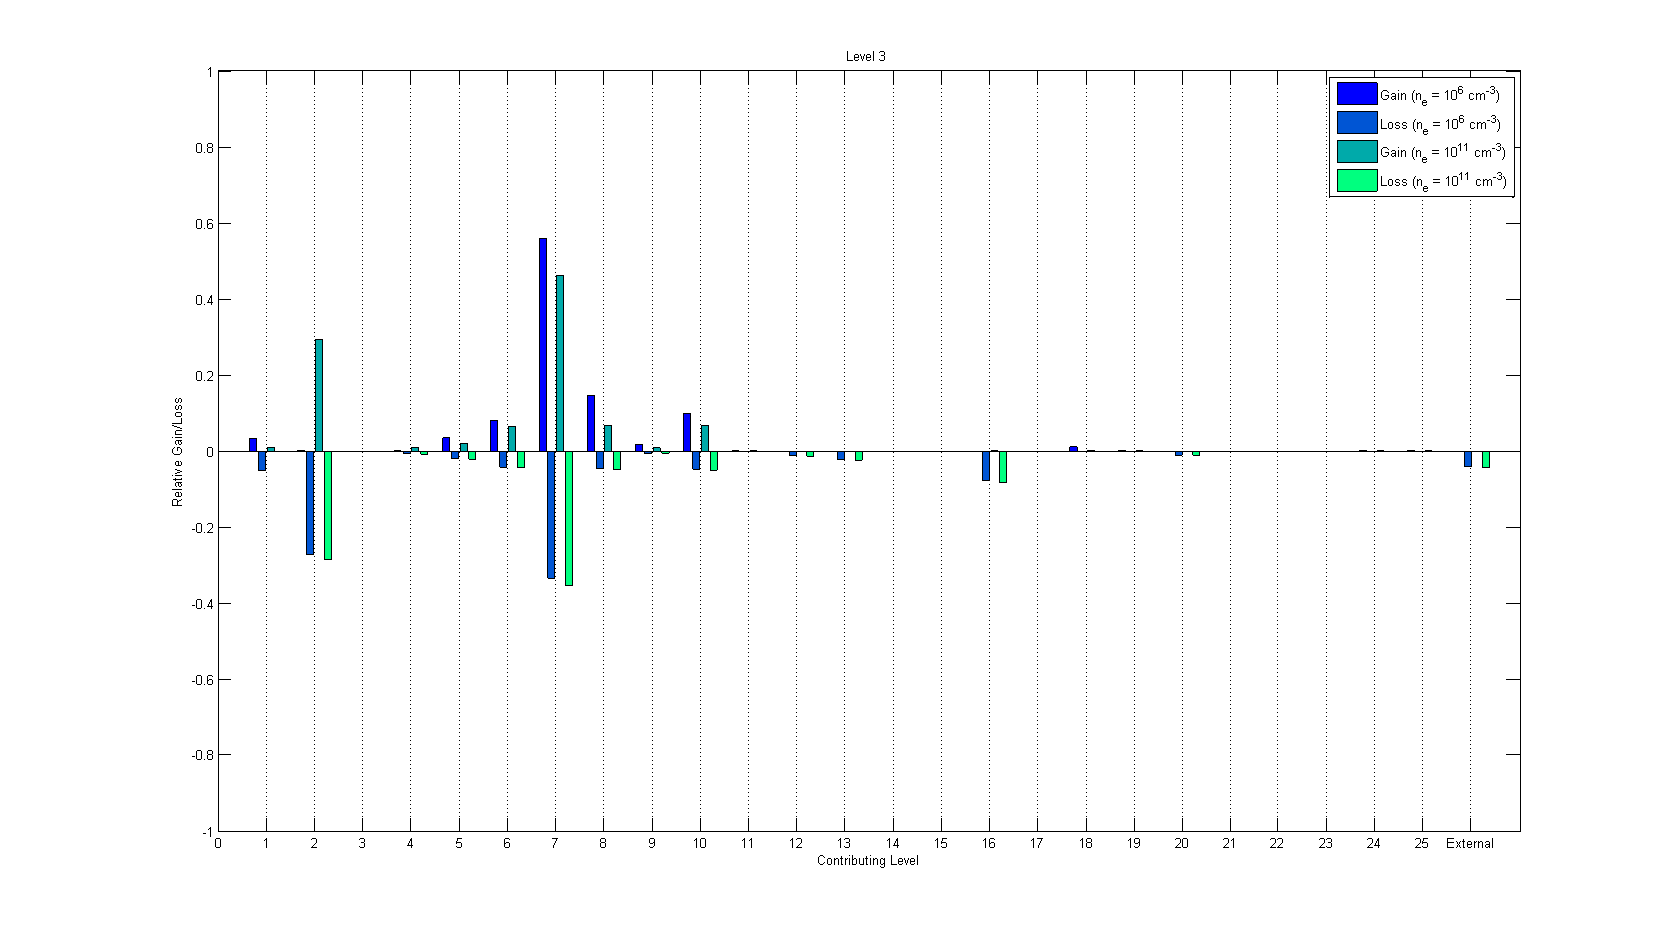 Level 3
Gain (ne = 10^6 cm^-3)
Loss (ne = 10^6 cm^-3)
Gain (ne = 10^11 cm^-3)
Loss (ne = 10^11 cm^-3)
1
0.8
0.6
0.4
0.2
0
-0.2
-0.4
-0.6
-0.8
-1
Relative Gain/Loss
0 1 2 3 4 5 6 7 8 9 10 11 12 13 14 15 16 17 18 19 20 21 22 23 24 25 External
Contributing Level